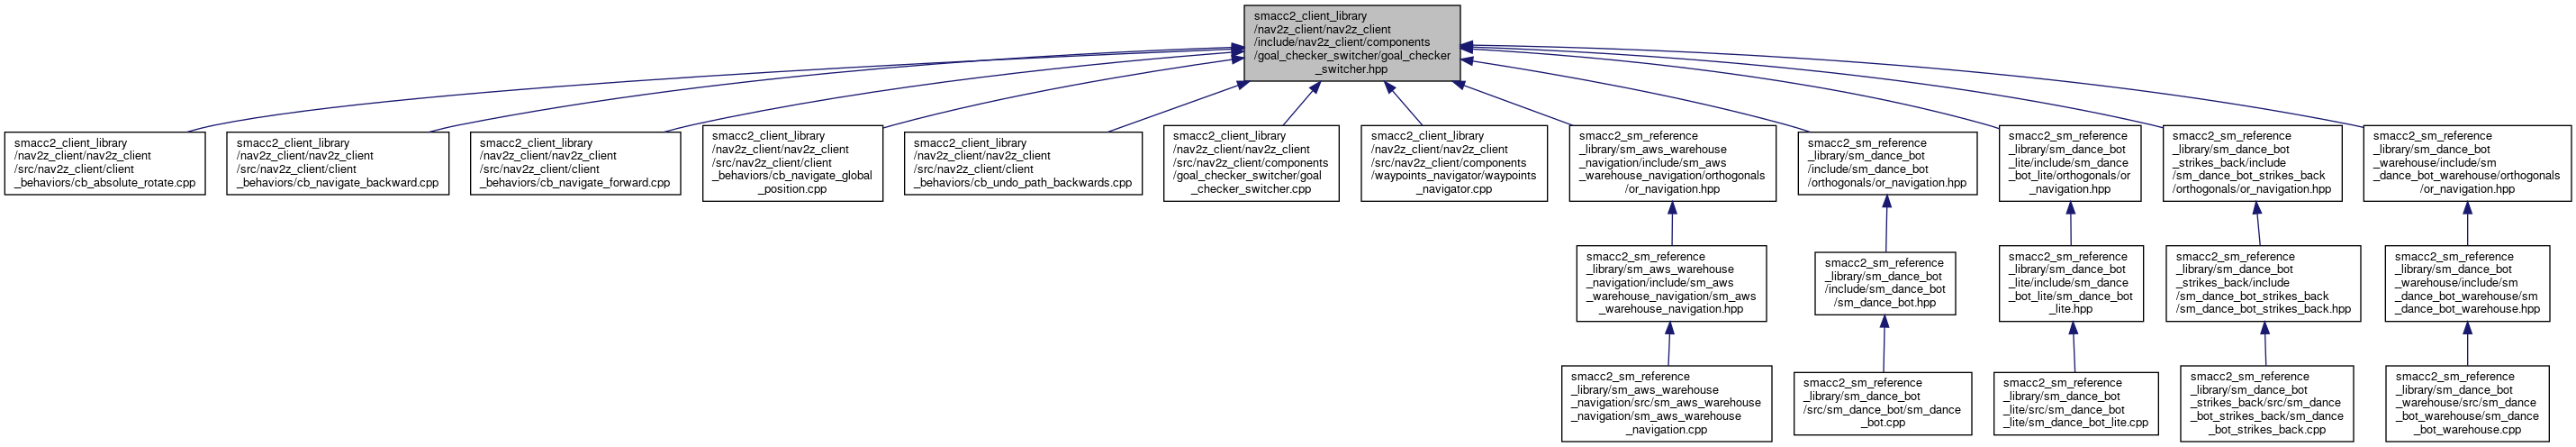 smacc2_client_library
/nav2z_client/nav2z_client
/include/nav2z_client/components
/goal_checker_switcher/goal_checker
_switcher.hpp
smacc2_client_library
/nav2z_client/nav2z_client
/src/nav2z_client/client
_behaviors/cb_absolute_rotate.cpp
smacc2_client_library
/nav2z_client/nav2z_client
/src/nav2z_client/client
_behaviors/cb_navigate_backward.cpp
smacc2_client_library
/nav2z_client/nav2z_client
/src/nav2z_client/client
_behaviors/cb_navigate_forward.cpp
smacc2_client_library
/nav2z_client/nav2z_client
/src/nav2z_client/client
_behaviors/cb_navigate_global
_position.cpp
smacc2_client_library
/nav2z_client/nav2z_client
/src/nav2z_client/client
_behaviors/cb_undo_path_backwards.cpp
smacc2_client_library
/nav2z_client/nav2z_client
/src/nav2z_client/components
/goal_checker_switcher/goal
_checker_switcher.cpp
smacc2_client_library
/nav2z_client/nav2z_client
/src/nav2z_client/components
/waypoints_navigator/waypoints
_navigator.cpp
smacc2_sm_reference
_library/sm_aws_warehouse
_navigation/include/sm_aws
_warehouse_navigation/orthogonals
/or_navigation.hpp
smacc2_sm_reference
_library/sm_dance_bot
/include/sm_dance_bot
/orthogonals/or_navigation.hpp
smacc2_sm_reference
_library/sm_dance_bot
_lite/include/sm_dance
_bot_lite/orthogonals/or
_navigation.hpp
smacc2_sm_reference
_library/sm_dance_bot
_strikes_back/include
/sm_dance_bot_strikes_back
/orthogonals/or_navigation.hpp
smacc2_sm_reference
_library/sm_dance_bot
_warehouse/include/sm
_dance_bot_warehouse/orthogonals
/or_navigation.hpp
smacc2_sm_reference
_library/sm_aws_warehouse
_navigation/include/sm_aws
_warehouse_navigation/sm_aws
_warehouse_navigation.hpp
smacc2_sm_reference
_library/sm_dance_bot
/include/sm_dance_bot
/sm_dance_bot.hpp
smacc2_sm_reference
_library/sm_dance_bot
_lite/include/sm_dance
_bot_lite/sm_dance_bot
_lite.hpp
smacc2_sm_reference
_library/sm_dance_bot
_strikes_back/include
/sm_dance_bot_strikes_back
/sm_dance_bot_strikes_back.hpp
smacc2_sm_reference
_library/sm_dance_bot
_warehouse/include/sm
_dance_bot_warehouse/sm
_dance_bot_warehouse.hpp
smacc2_sm_reference
_library/sm_aws_warehouse
_navigation/src/sm_aws_warehouse
_navigation/sm_aws_warehouse
_navigation.cpp
smacc2_sm_reference
_library/sm_dance_bot
/src/sm_dance_bot/sm_dance
_bot.cpp
smacc2_sm_reference
_library/sm_dance_bot
_lite/src/sm_dance_bot
_lite/sm_dance_bot_lite.cpp
smacc2_sm_reference
_library/sm_dance_bot
_strikes_back/src/sm_dance
_bot_strikes_back/sm_dance
_bot_strikes_back.cpp
smacc2_sm_reference
_library/sm_dance_bot
_warehouse/src/sm_dance
_bot_warehouse/sm_dance
_bot_warehouse.cpp